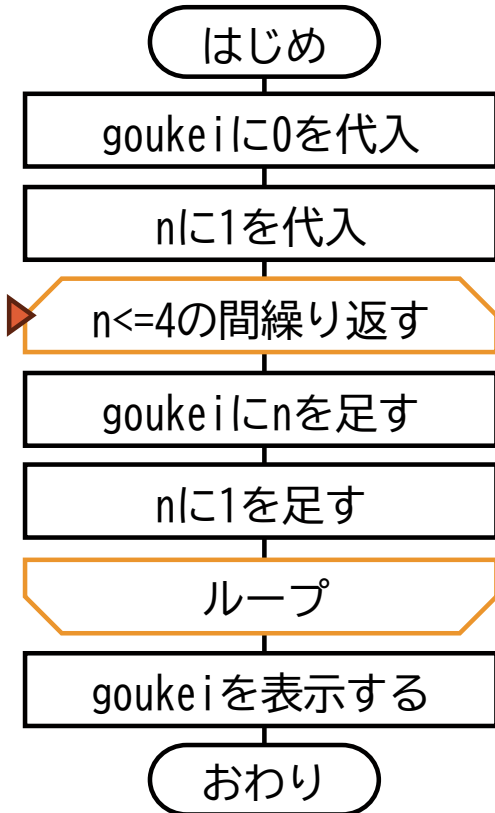 はじめ
goukeiに0を代入
nに1を代入
n<=4の間繰り返す
goukeiにnを足す
nに1を足す
ループ
goukeiを表示する
おわり